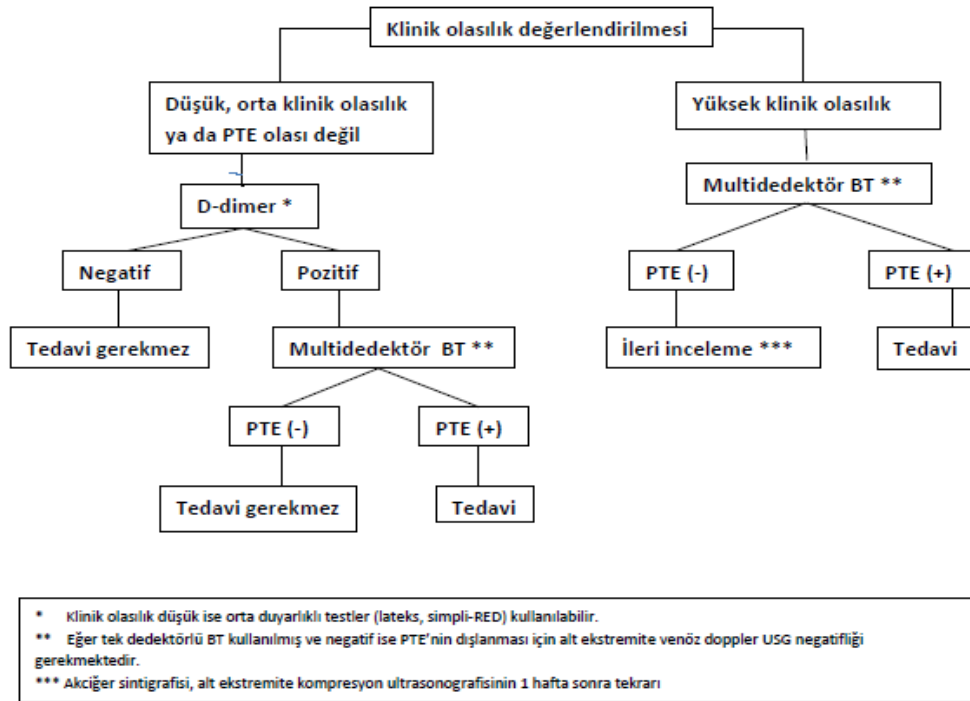 Klinik olasılık değerlendirilmesi
Düşük, orta klinik olasılık
ya da PTE olası değil
Yüksek klinik olasılık
D-dimer *
Multidedektör BT **
Negatif
Pozitif
PTE (-)
PTE (+)
Tedavi gerekmez
Multidedektör BT **
İleri inceleme ***
Tedavi
PTE (-)
PTE (+)
Tedavi gerekmez
Tedavi
* Klinik olasılık düşük ise orta duyarlıklı testler (lateks, simpli-RED) kullanılabilir.
** Eğer tek dedektörlü BT kullanılmış ve negatif ise PTE'nin dışlanması için alt ekstremite venöz doppler USG negatifliği
gerekmektedir.
*** Akciğer sintigrafisi, alt ekstremite kompresyon ultrasonografisinin 1 hafta sonra tekrarı